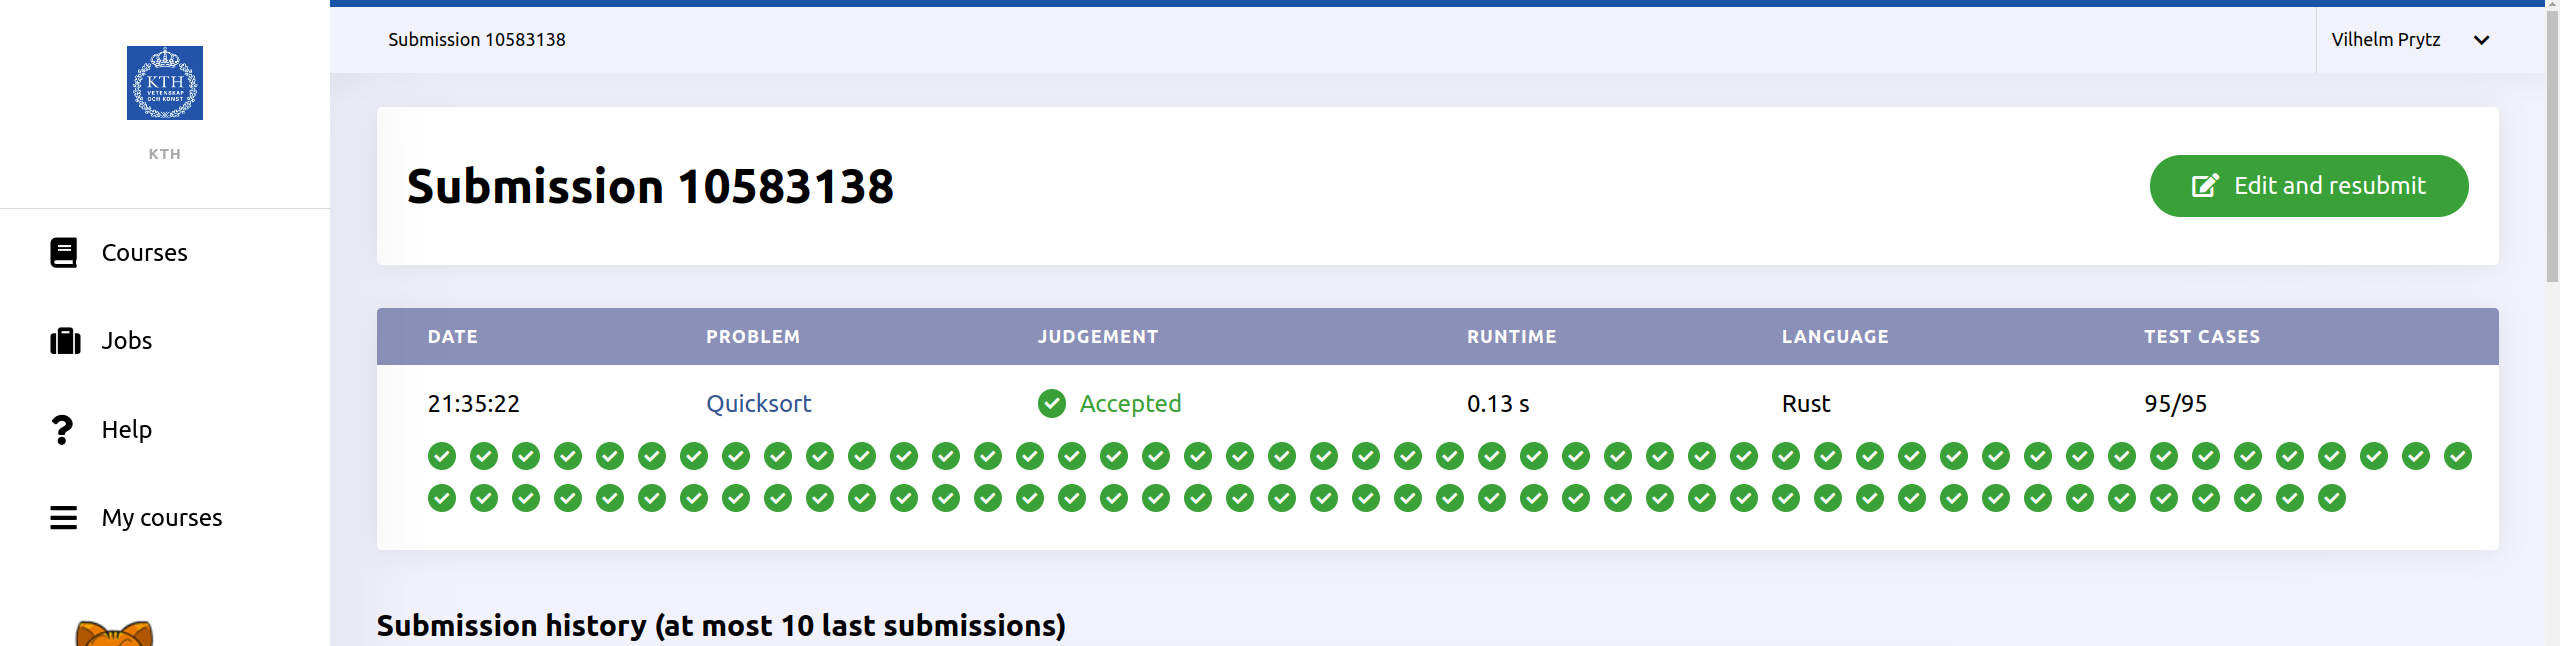 KTH
VETENSKAP
OCH KONST
KTH
Courses
Jobs
Help
My courses
Submission 10583138
Vilhelm Prytz
Submission 10583138
Edit and resubmit
DATE PROBLEM JUDGEMENT RUNTIME LANGUAGE TEST CASES
21:35:22 Quicksort Accepted 0.13 s Rust 95/95
Submission history (at most 10 last submissions)